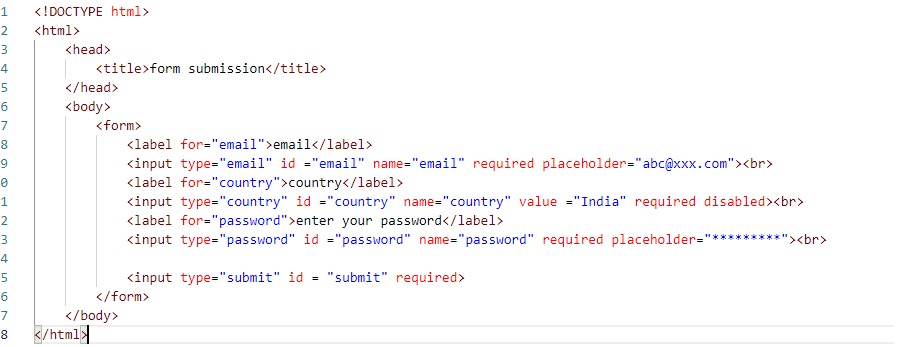 1 <!DOCTYPE html>
2 <html>
3 <head>
4 <title>form submission</title>
5 </head>
6 <body>
7 <form>
8 <label for="email">email</label>
9 <input type="email" id ="email" name="email" required placeholder="abc@xxx.com"><br>
0 <label for="country">country</label>
1 <input type="country" id ="country" name="country" value ="India" required disabled><br>
2 <label for="password">enter your password</label>
3 <input type="password" id ="password" name="password" required placeholder="*********"><br>
4
5 <input type="submit" id = "submit" required>
6 </form>
7 </body>
8 </html>